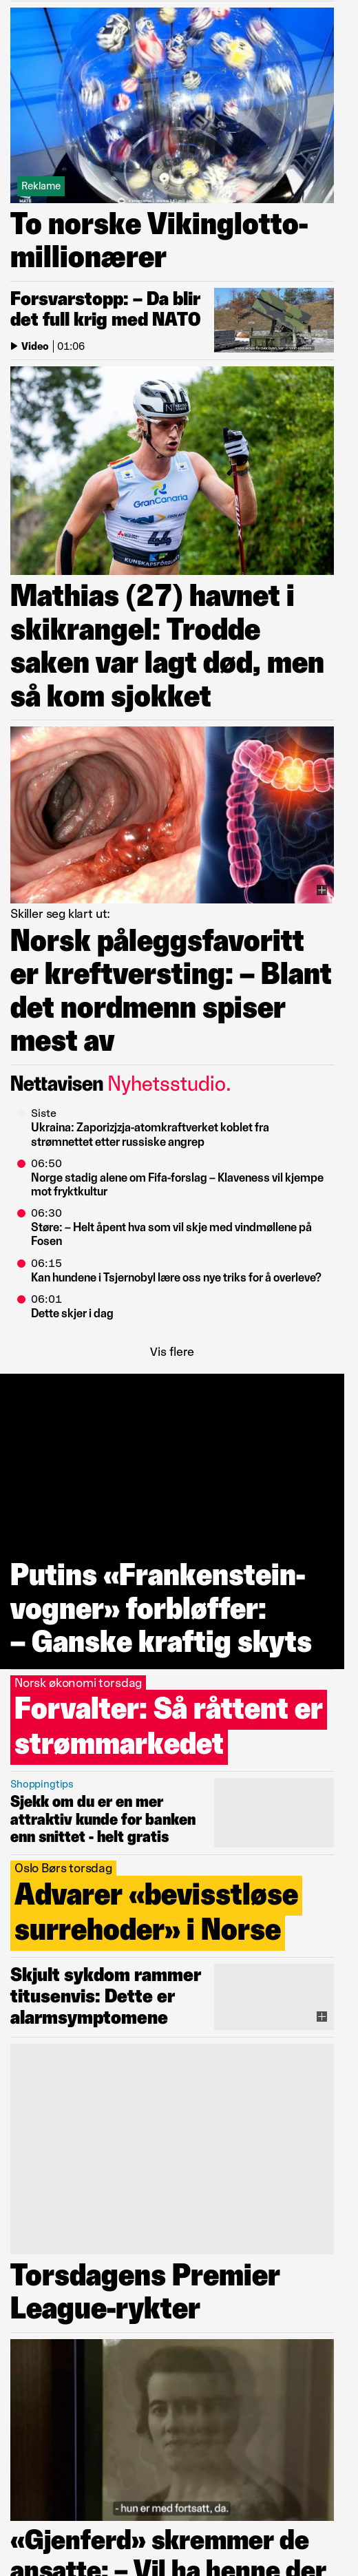 Reklame
To norske Vikinglotto-
millionærer
Forsvarstopp: – Da blir
det full krig med NATO
Video | 01:06
GranCanaria
44
KUNSKAPSFÖRBUNDET
Mathias (27) havnet i
skikrangel: Trodde
saken var lagt død, men
så kom sjokket
Skiller seg klart ut:
Norsk påleggsfavoritt
er kreftversting: – Blant
det nordmenn spiser
mest av
Nettavisen Nyhetsstudio.
Siste
Ukraina: Zaporizjzja-atomkraftverket koblet fra
strømnettet etter russiske angrep
06:50
Norge stadig alene om Fifa-forslag – Klaveness vil kjempe
mot fryktkultur
06:30
Støre: – Helt åpent hva som vil skje med vindmøllene på
Fosen
06:15
Kan hundene i Tsjernobyl lære oss nye triks for å overleve?
06:01
Dette skjer i dag
Vis flere
Putins «Frankenstein-
vogner» forbløffer:
– Ganske kraftig skyts
Norsk økonomi torsdag
Forvalter: Så råttent er
strømmarkedet
Shoppingtips
Sjekk om du er en mer
attraktiv kunde for banken
enn snittet - helt gratis
Oslo Børs torsdag
Advarer «bevisstløse
surrehoder» i Norse
Skjult sykdom rammer
titusenvis: Dette er
alarmsymptomene
Torsdagens Premier
League-rykter
- hun er med fortsatt, da.
«Gjenferd» skremmer de
ansatte: – Vil ha henne der